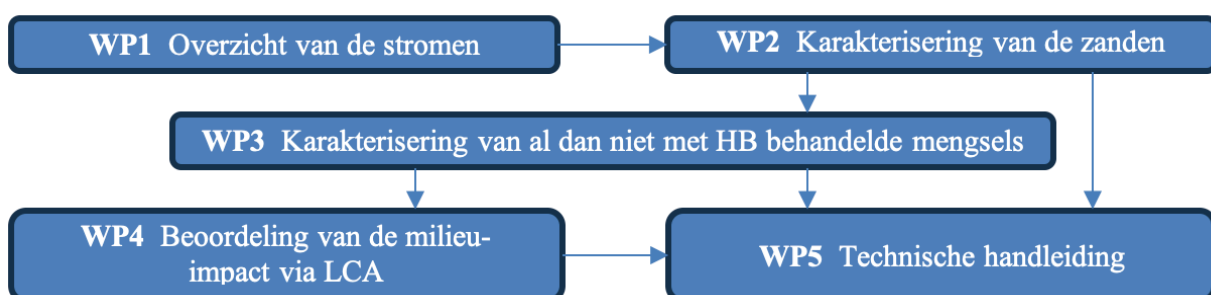 WP1 Overzicht van de stromen
WP2 Karakterisering van de zanden
WP3 Karakterisering van al dan niet met HB behandelde mengsels
WP4 Beoordeling van de milieu-
impact via LCA
WP5 Technische handleiding